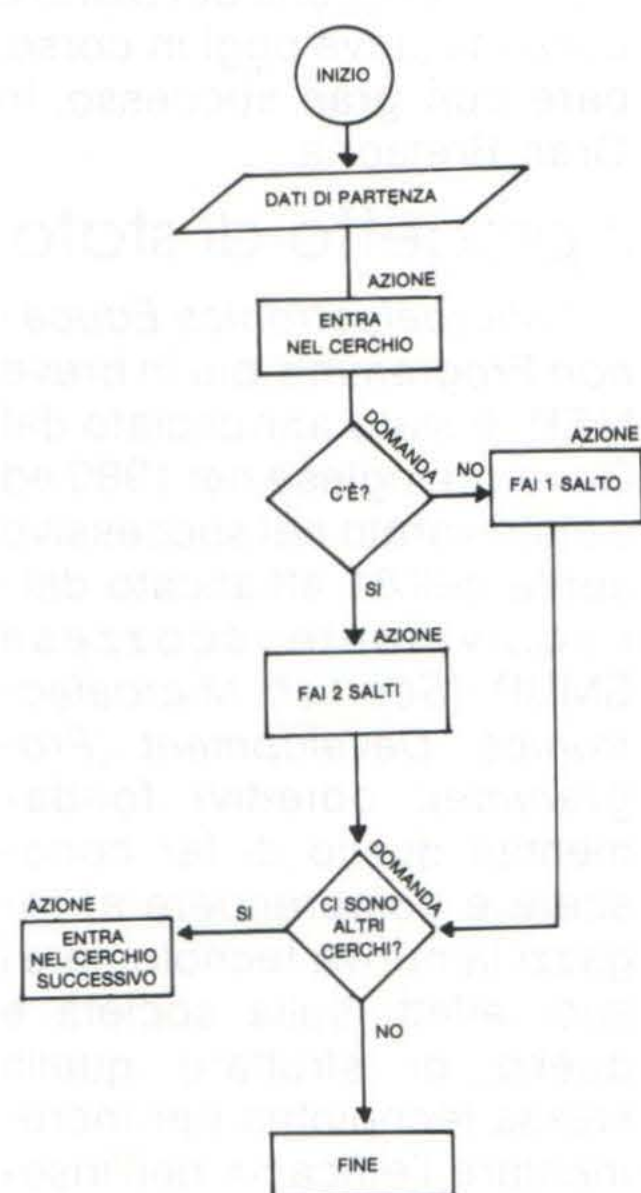 INIZIO
DATI DI PARTENZA
AZIONE
ENTRA
NEL CERCHIO
DOMANDA
C'È?
NO
AZIONE
FAI 1 SALTO
SI
AZIONE
FAI 2 SALTI
DOMANDA
CI SONO
ALTRI
CERCHI?
SI
AZIONE
ENTRA
NEL CERCHIO
SUCCESSIVO
NO
FINE